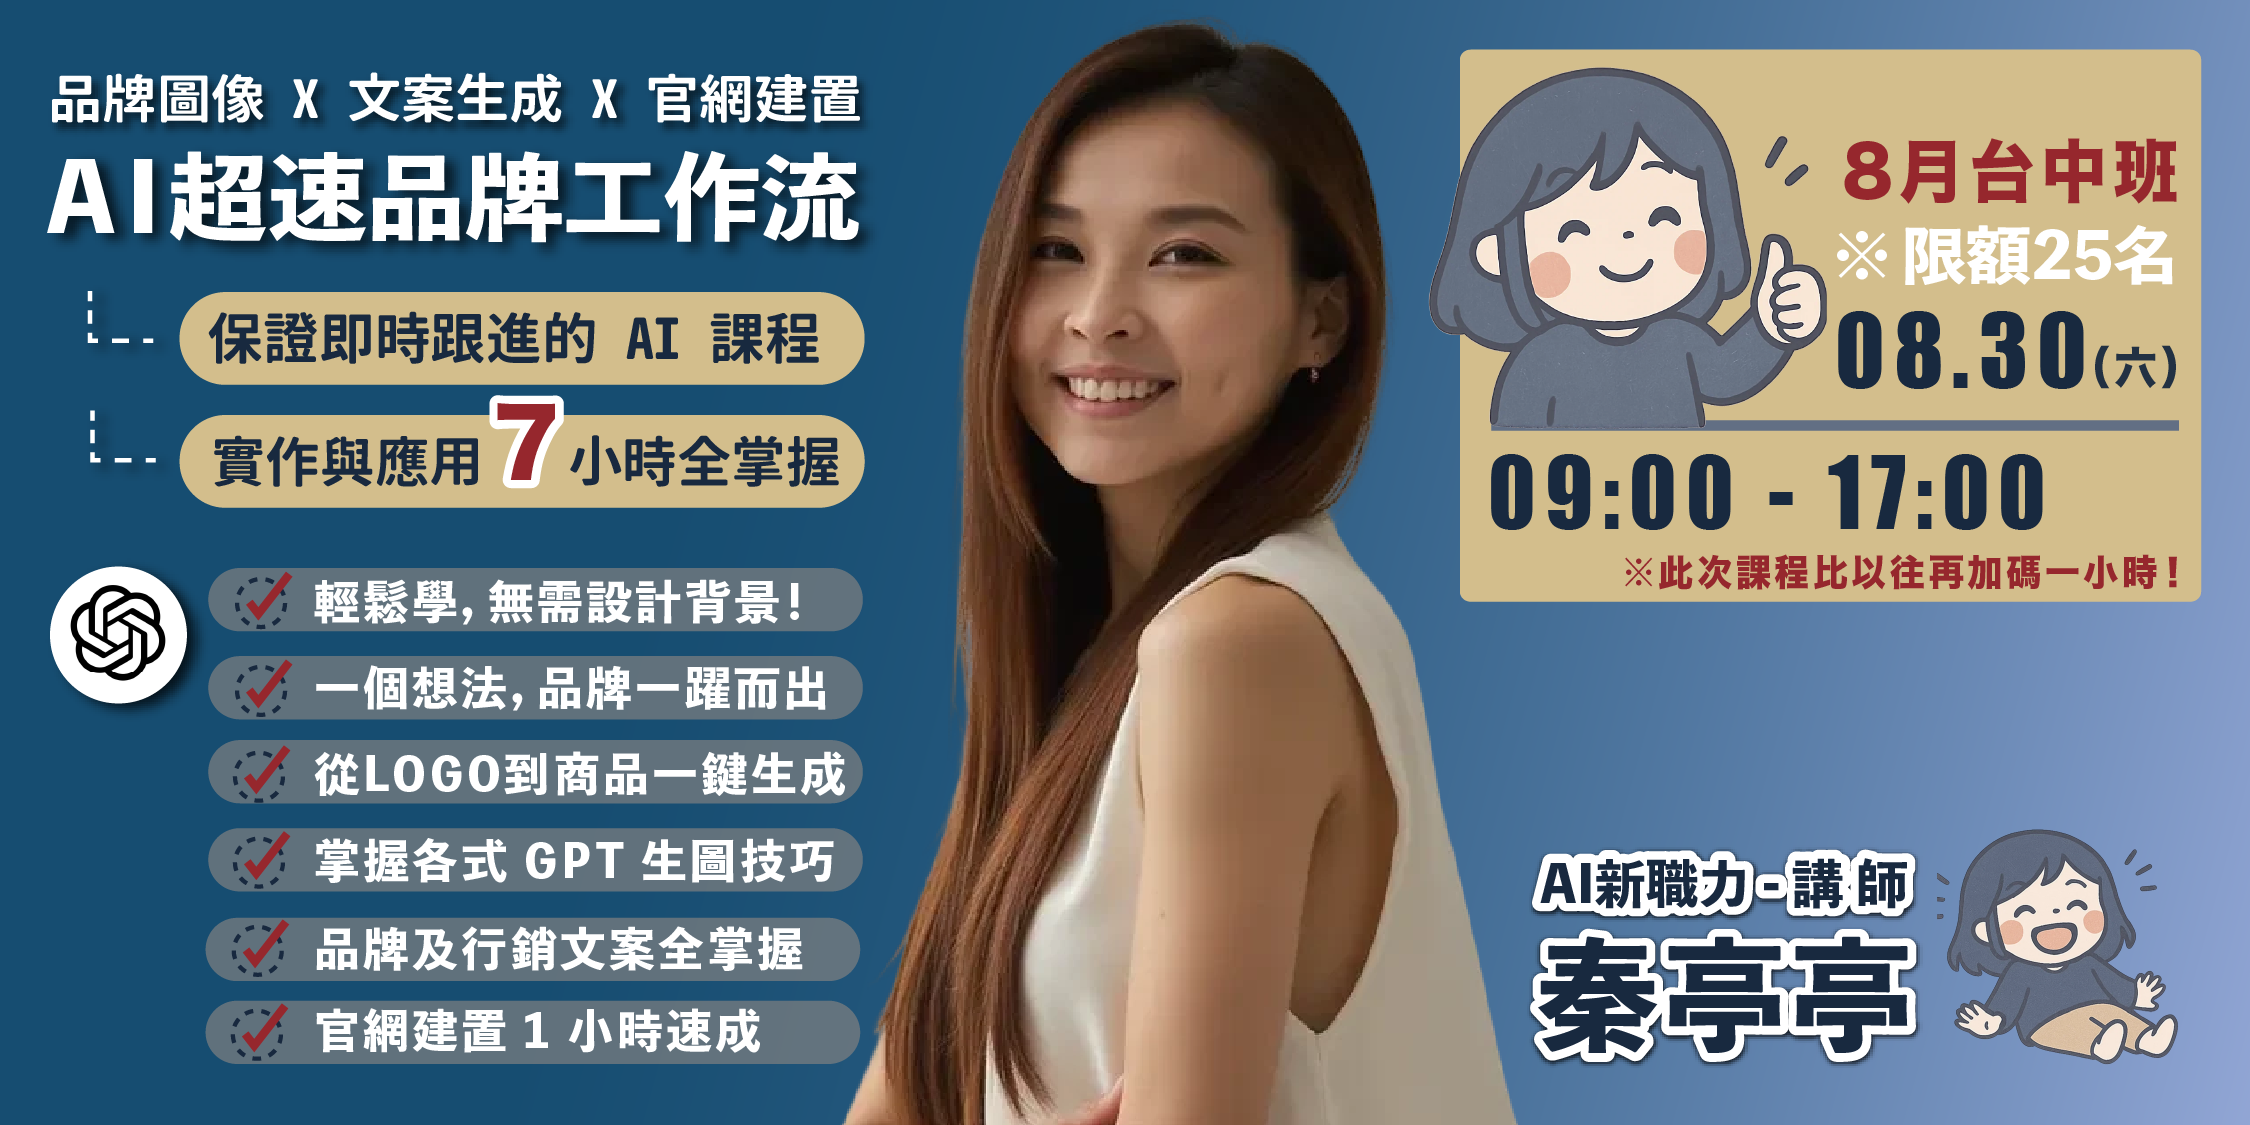 品牌圖像 X 文案生成 X 官網建置
AI超速品牌工作流
保證即時跟進的 AI 課程
實作與應用7小時全掌握
輕鬆學,無需設計背景!
一個想法,品牌一躍而出
從LOGO到商品一鍵生成
掌握各式 GPT 生圖技巧
品牌及行銷文案全掌握
官網建置 1 小時速成
8月台中班
※限額25名
08.30(六)
09:00 - 17:00
※此次課程比以往再加碼一小時!
AI新職力-講師
秦亭亭